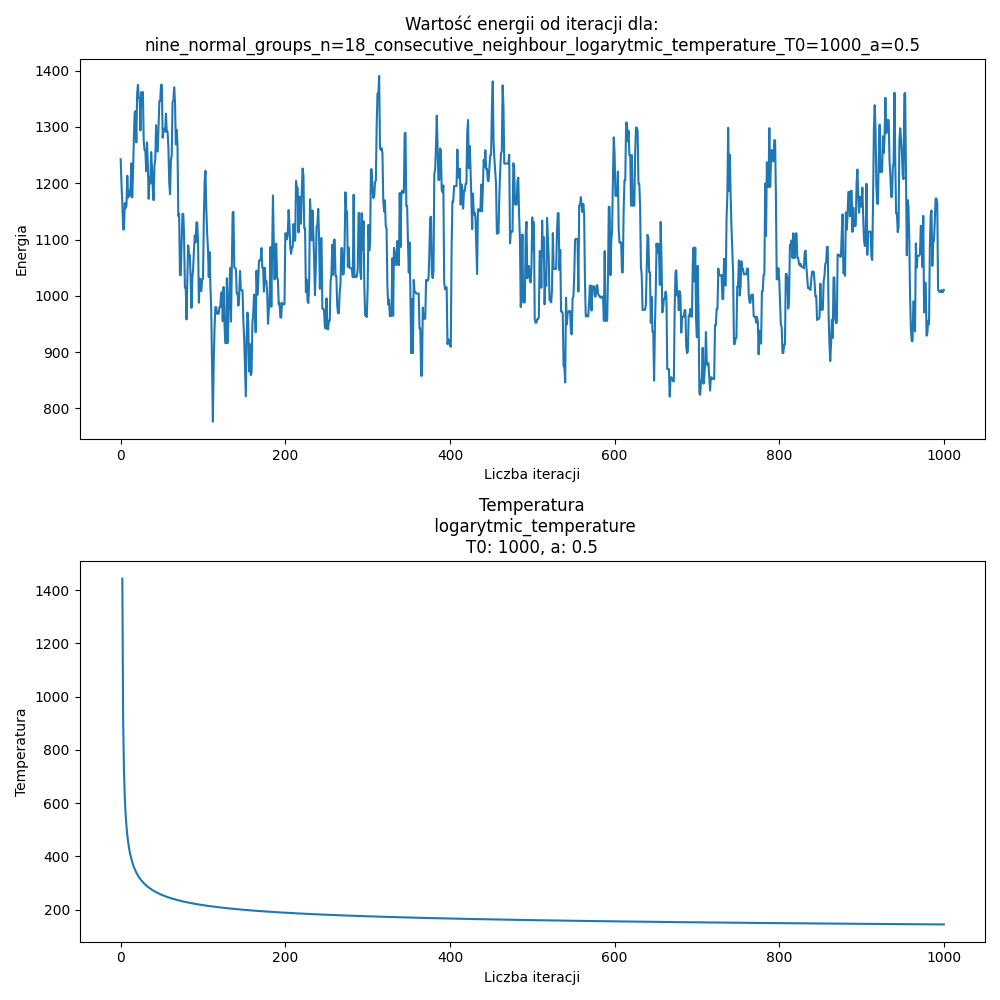 Wartość energii od iteracji dla:
nine_normal_groups_n=18_consecutive_neighbour_logarytmic_temperature_T0=1000_a=0.5
1400
1300
1200
1100
1000
900
800
Energia
0 200 400 600 800 1000
Liczba iteracji
Temperatura
logarytmic_temperature
T0: 1000, a: 0.5
1400
1200
1000
800
600
400
200
Temperatura
0 200 400 600 800 1000
Liczba iteracji